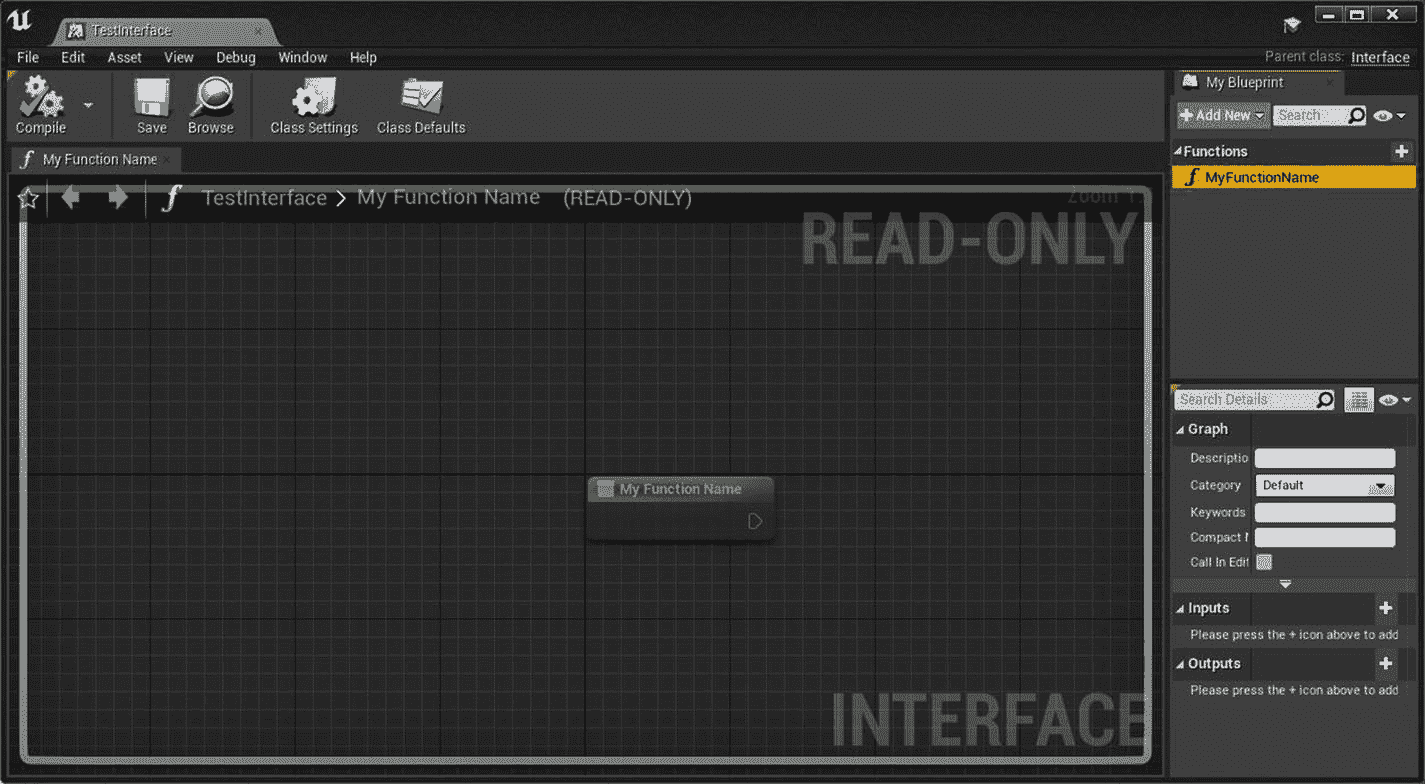 TestInterface
File Edit Asset View Debug Window Help
Parent class: Interface
Compile
Save
Browse
Class Settings
Class Defaults
My Function Name
TestInterface > My Function Name (READ-ONLY)
READ-ONLY
My Function Name
INTERFACE
My Blueprint
+ Add New
Search
Functions
MyFunctionName
Search Details
Graph
Descriptio
Category Default
Keywords
Compact
Call In Edit
Inputs
Please press the + icon above to add
Outputs
Please press the + icon above to add